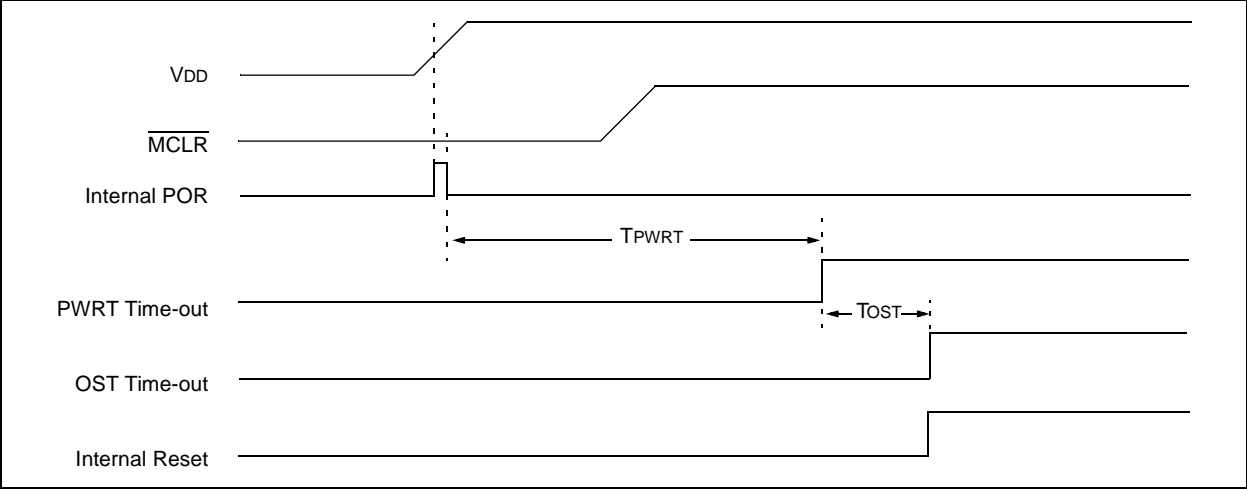 VDD
MCLR
Internal POR
TPWRT
PWRT Time-out
TOST
OST Time-out
Internal Reset